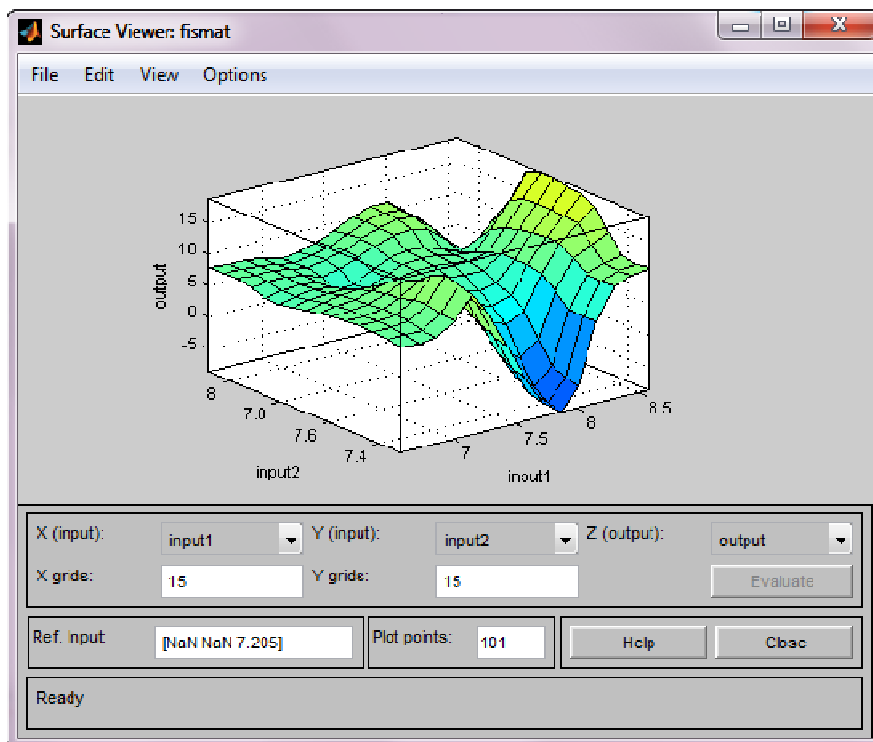 Surface Viewer: fismat
File Edit View Options
15
10
5
0
-5
output
8
7.0
7.6
7.4
input2
7
7.5
8
8.5
inout1
X (input): input1 Y (input): input2 Z (output): output
X grids: 15 Y grids: 15 Evaluate
Ref. Input [NaN NaN 7.205] Plot points: 101 Help Close
Ready